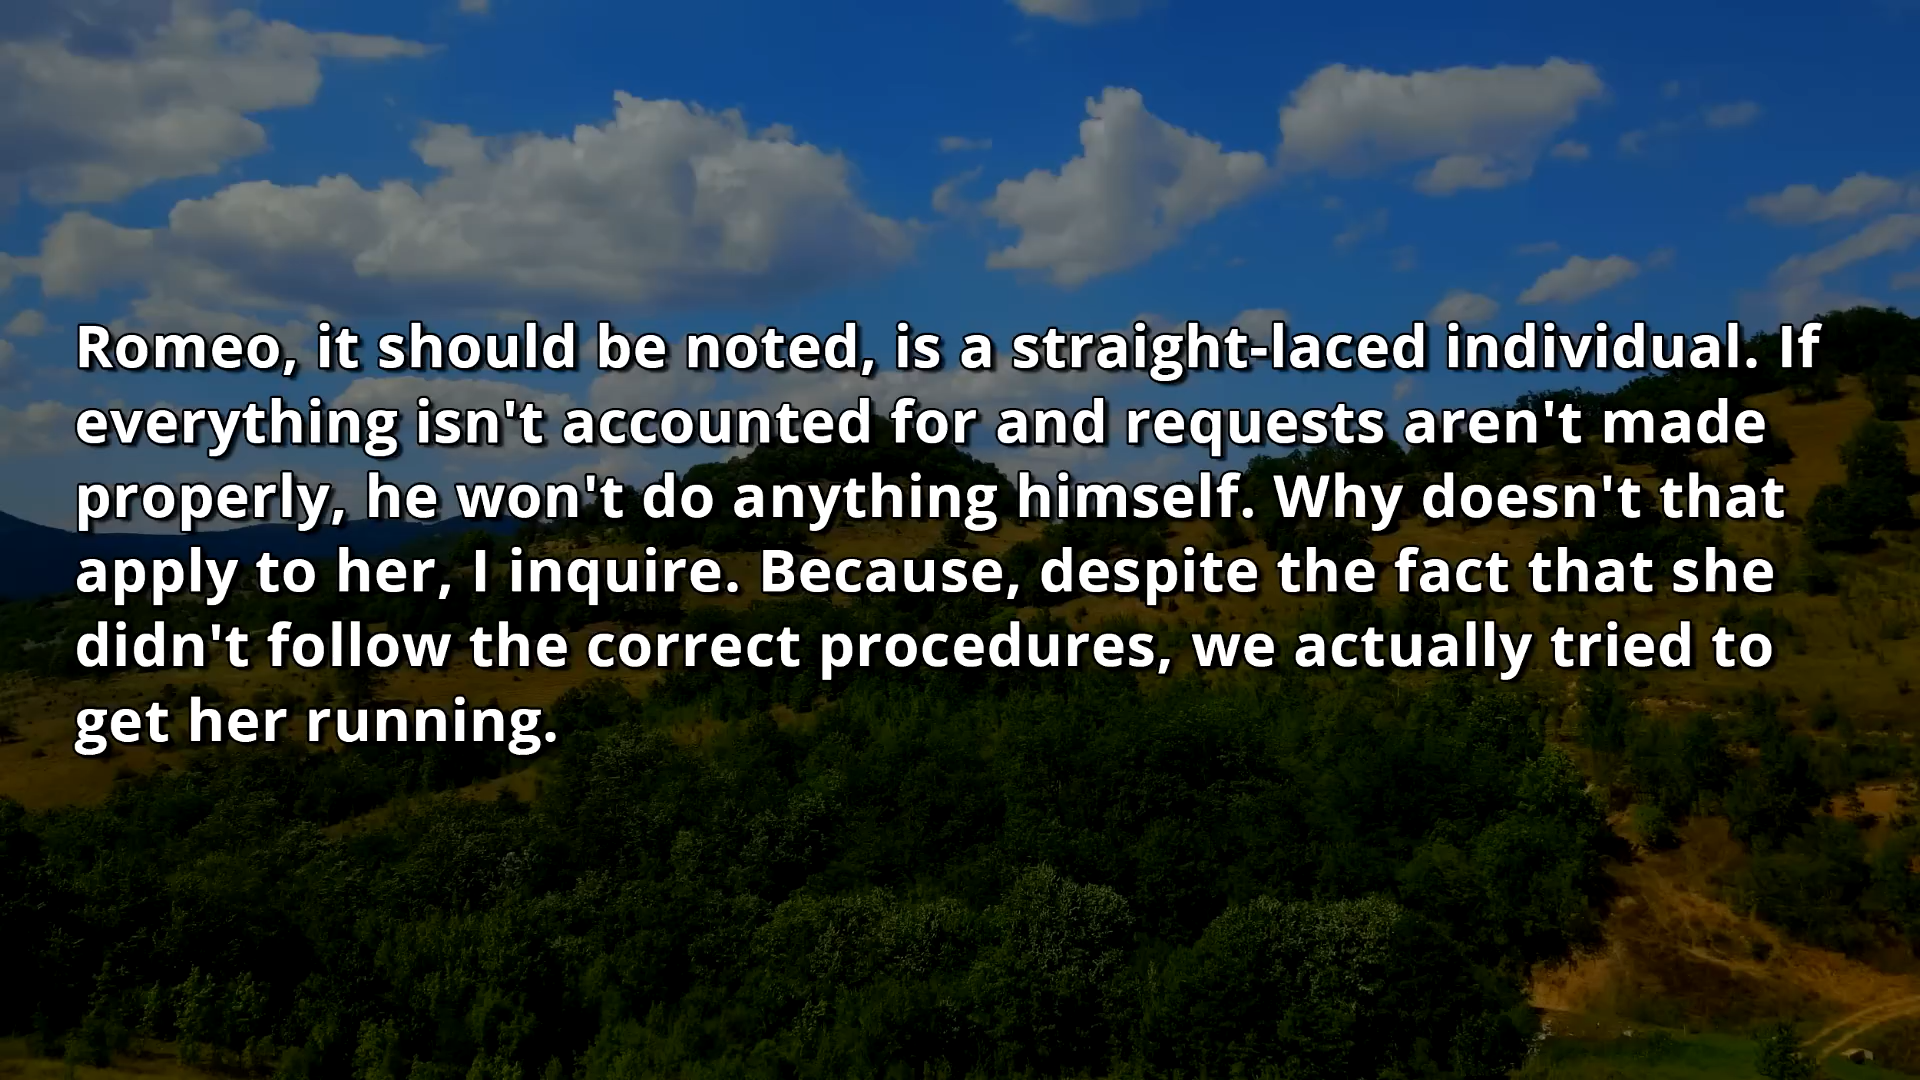 Romeo, it should be noted, is a straight-laced individual. If
everything isn't accounted for and requests aren't made
properly, he won't do anything himself. Why doesn't that
apply to her, I inquire. Because, despite the fact that she
didn't follow the correct procedures, we actually tried to
get her running.